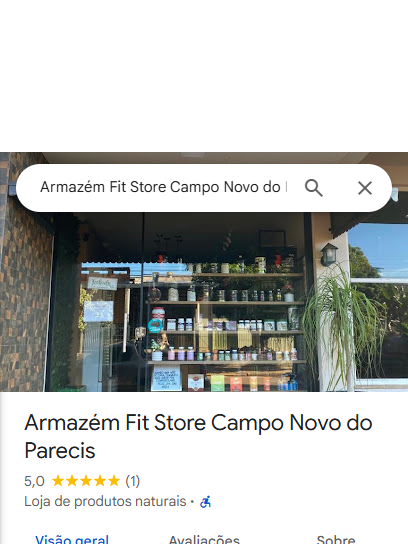 Armazém Fit Store Campo Novo do
Armazém Fit Store Campo Novo do
Parecis
5,0 (1)
Loja de produtos naturais ·
Visão geral Avaliações Sobre